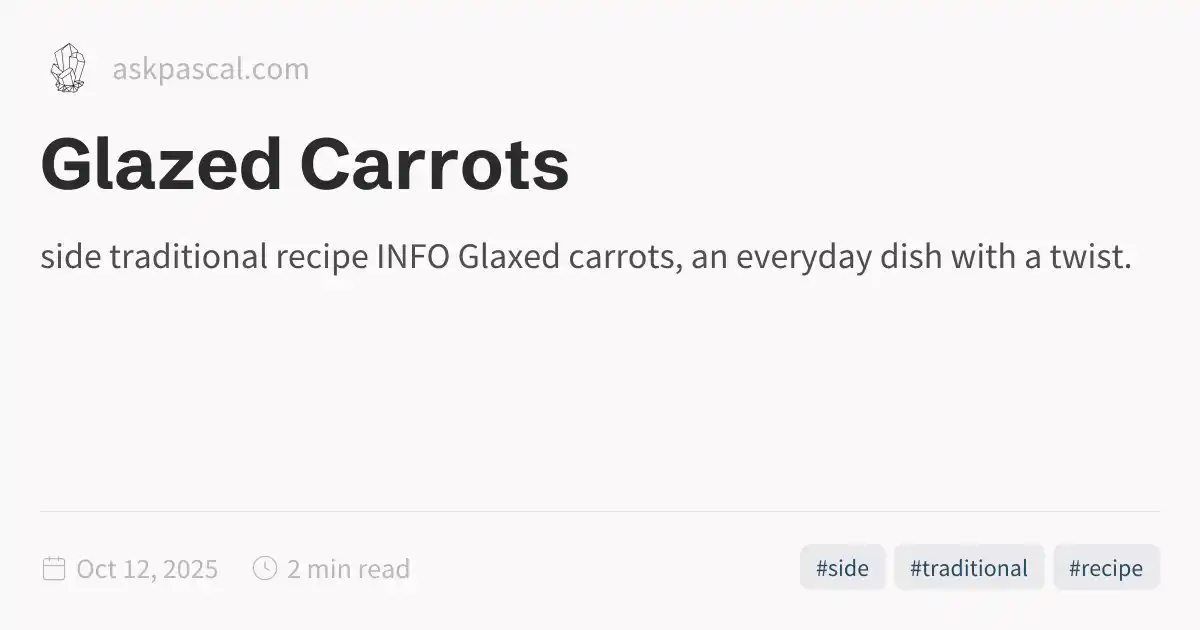 askpascal.com
Glazed Carrots
side traditional recipe INFO Glaxed carrots, an everyday dish with a twist.
Oct 12, 2025 2 min read #side #traditional #recipe